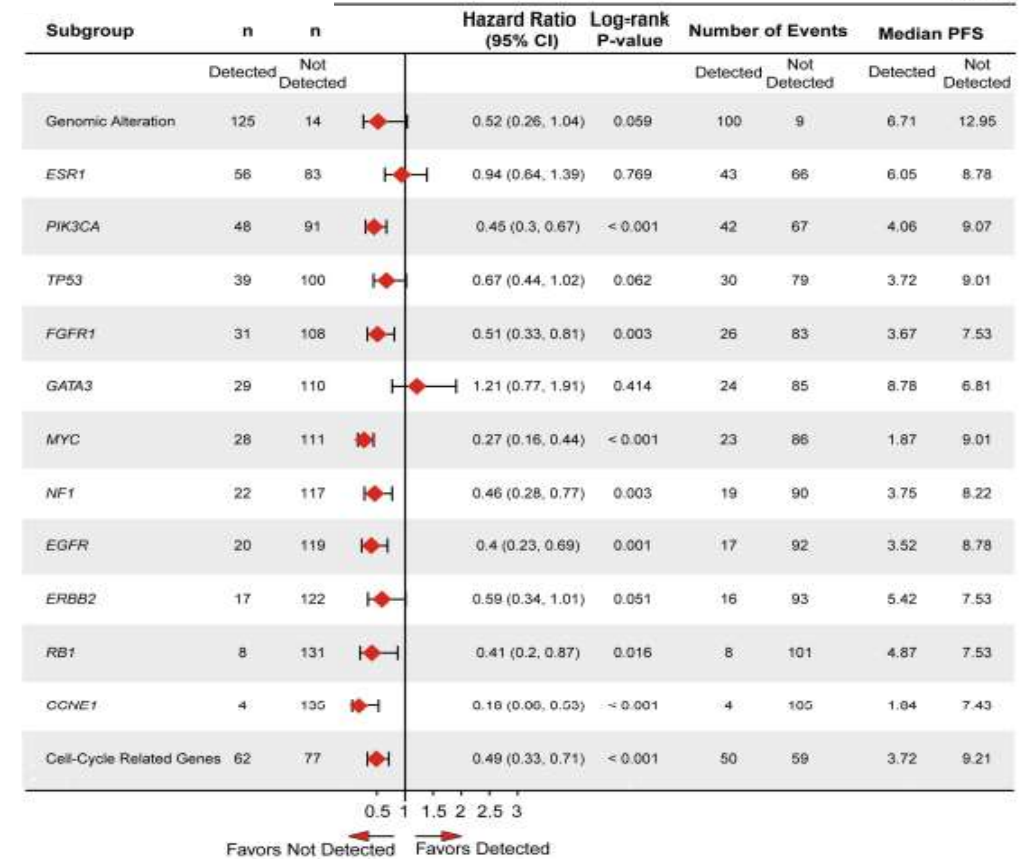 Subgroup n n Hazard Ratio (95% CI) Log-rank P-value Number of Events Median PFS
Detected Not Detected Detected Not Detected Detected Not Detected
Genomic Alteration 125 14 0.52 (0.26, 1.04) 0.059 100 9 6.71 12.95
ESR1 56 83 0.94 (0.64, 1.39) 0.769 43 66 6.05 8.78
PIK3CA 48 91 0.45 (0.3, 0.67) < 0.001 42 67 4.06 9.07
TP53 39 100 0.67 (0.44, 1.02) 0.062 30 79 3.72 9.01
FGFR1 31 108 0.51 (0.33, 0.81) 0.003 26 83 3.67 7.53
GATA3 29 110 1.21 (0.77, 1.91) 0.414 24 85 8.78 6.81
MYC 28 111 0.27 (0.16, 0.44) < 0.001 23 86 1.87 9.01
NF1 22 117 0.46 (0.28, 0.77) 0.003 19 90 3.75 8.22
EGFR 20 119 0.4 (0.23, 0.69) 0.001 17 92 3.52 8.78
ERBB2 17 122 0.59 (0.34, 1.01) 0.051 16 93 5.42 7.53
RB1 8 131 0.41 (0.2, 0.87) 0.016 8 101 4.87 7.53
CCNE1 4 135 0.18 (0.06, 0.53) < 0.001 4 105 1.84 7.43
Cell-Cycle Related Genes 62 77 0.49 (0.33, 0.71) < 0.001 50 59 3.72 9.21
0.5 1 1.5 2 2.5 3
Favors Not Detected Favors Detected